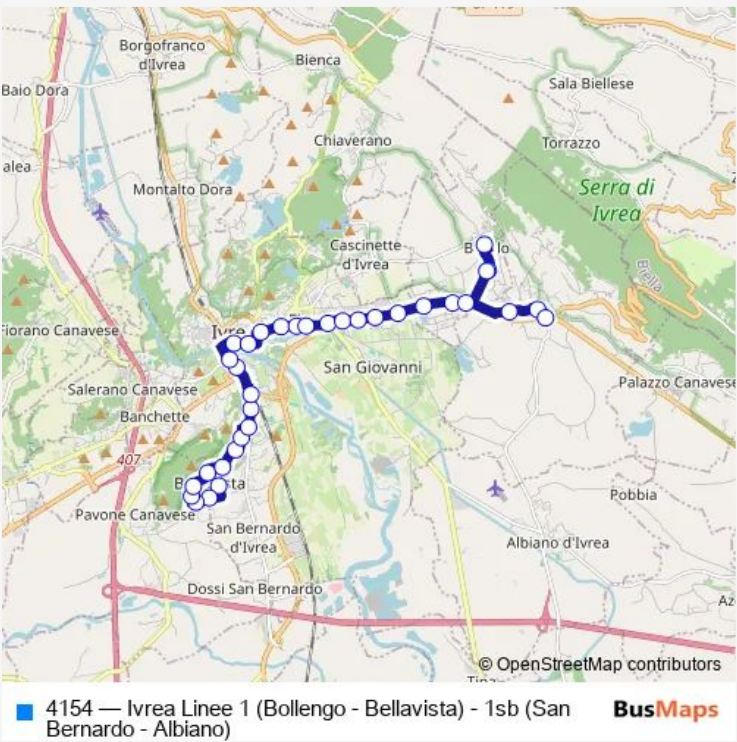 Borgofranco
d'Ivrea
Bienca
Baio Dora
Sala Biellese
Chiaverano
Torrazzo
alea
Serra di
Ivrea
Montalto Dora
Cascinette
d'Ivrea
Biella
Fiorano Canavese
San Giovanni
Palazzo Canavese
Salerano Canavese
Banchette
407
Pobbia
Pavone Canavese
San Bernardo
d'Ivrea
Albiano d'Ivrea
Dossi San Bernardo
Az
© OpenStreetMap contributors
4154 — Ivrea Linee 1 (Bollengo - Bellavista) - 1sb (San
Bernardo - Albiano)
BusMaps